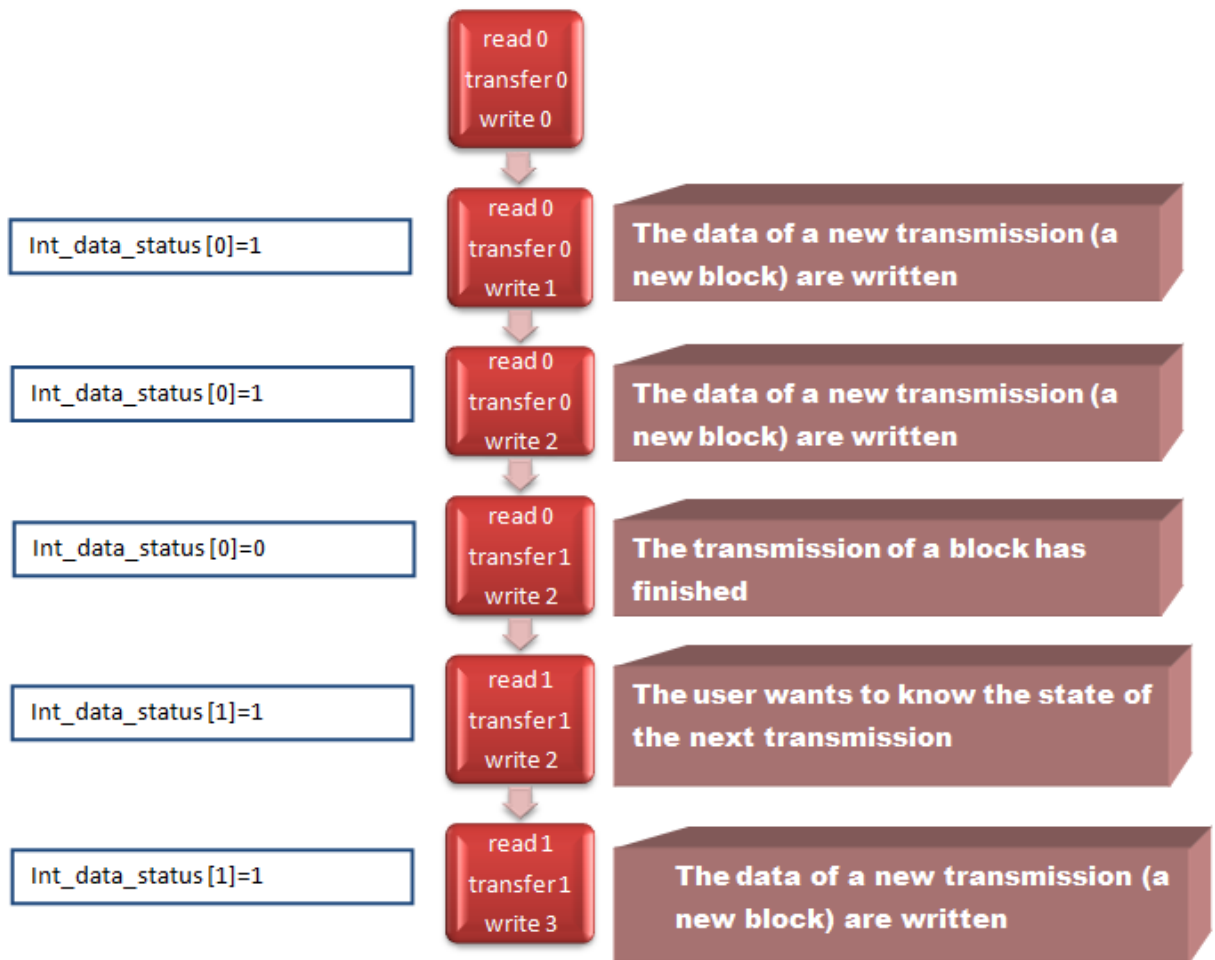 read 0
transfer 0
write 0
Int_data_status [0]=1
read 0
transfer 0
write 1
The data of a new transmission (a
new block) are written
Int_data_status [0]=1
read 0
transfer 0
write 2
The data of a new transmission (a
new block) are written
Int_data_status [0]=0
read 0
transfer 1
write 2
The transmission of a block has
finished
Int_data_status [1]=1
read 1
transfer 1
write 2
The user wants to know the state of
the next transmission
Int_data_status [1]=1
read 1
transfer 1
write 3
The data of a new transmission (a
new block) are written